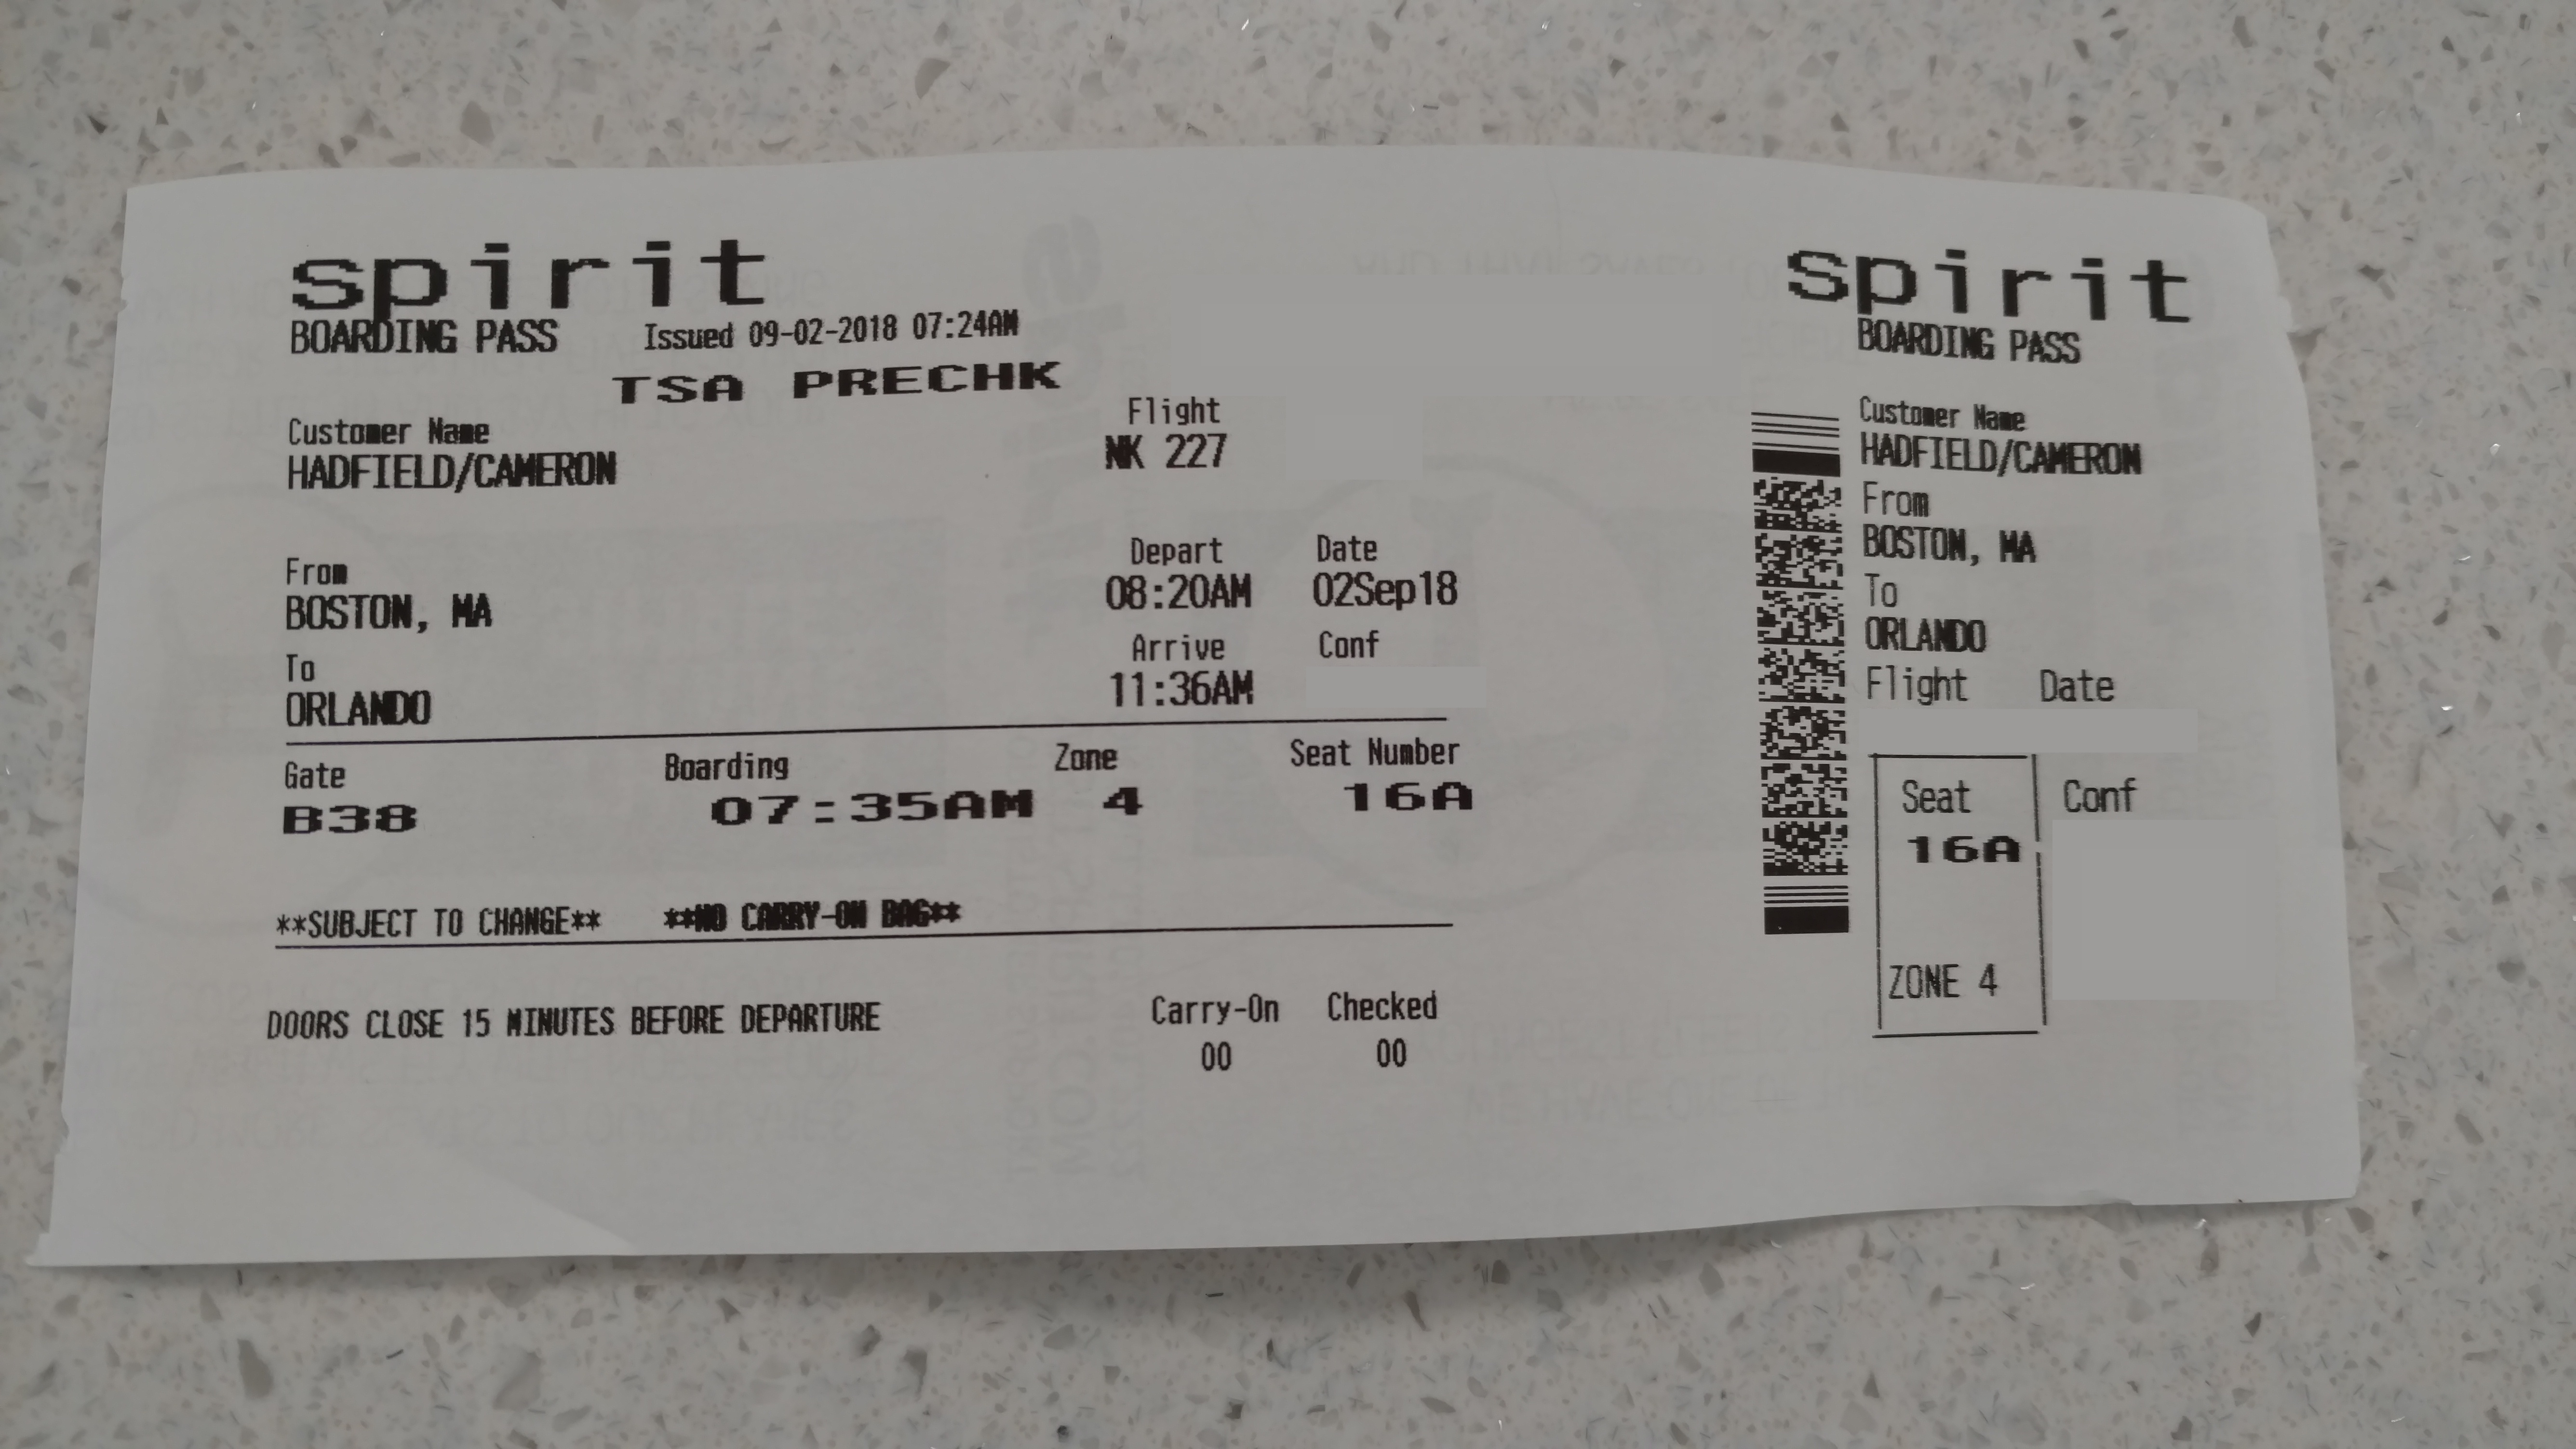 spirit
BOARDING PASS Issued 09-02-2018 07:24AM
TSA PRECHK
Customer Name
HADFIELD/CAMERON
Flight
NK 227
From
BOSTON, MA
Depart Date
08:20AM 02Sep18
To
ORLANDO
Arrive Conf
11:36AM
Gate Boarding Zone Seat Number
B38 07:35AM 4 16A
**SUBJECT TO CHANGE** **NO CARRY-ON BAG**
DOORS CLOSE 15 MINUTES BEFORE DEPARTURE
Carry-On Checked
00 00
spirit
BOARDING PASS
Customer Name
HADFIELD/CAMERON
From
BOSTON, MA
To
ORLANDO
Flight Date
Seat Conf
16A
ZONE 4